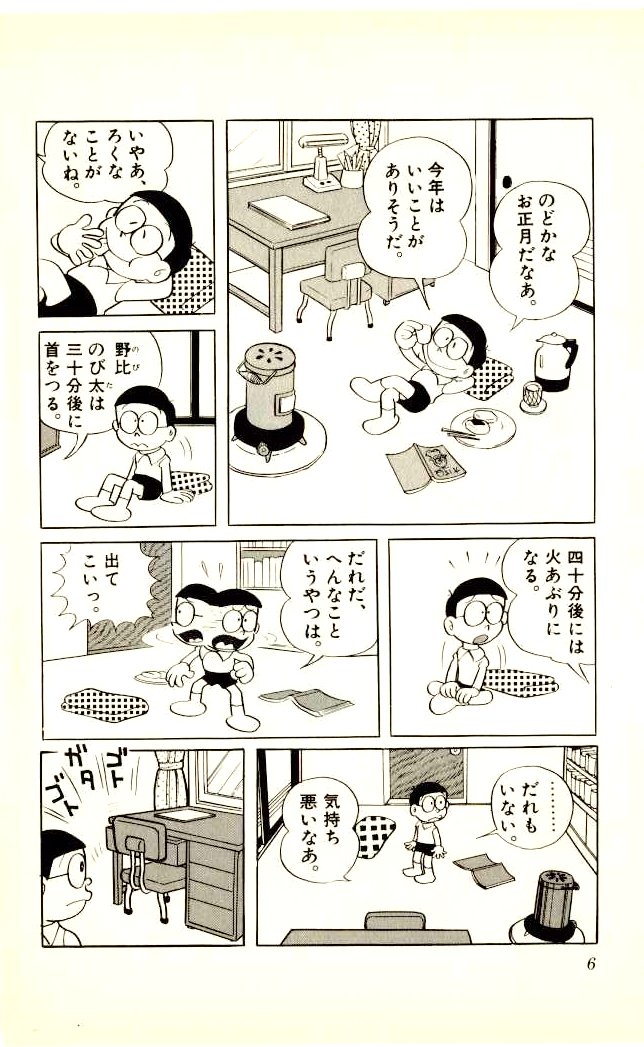 のどかな
お正月だなあ。
今年は
いいことが
ありそうだ。
いやあ、
ろくな
ことが
ないね。
野比
のび
のび太は
た
三十分後に
首をつる。
四十分後には
火あぶりに
なる。
だれだ、
へんなこと
いうやつは。
出て
こいっ。
………
だれも
いない。
気持ち
悪いなあ。
ゴト
ガタ
ゴト
6